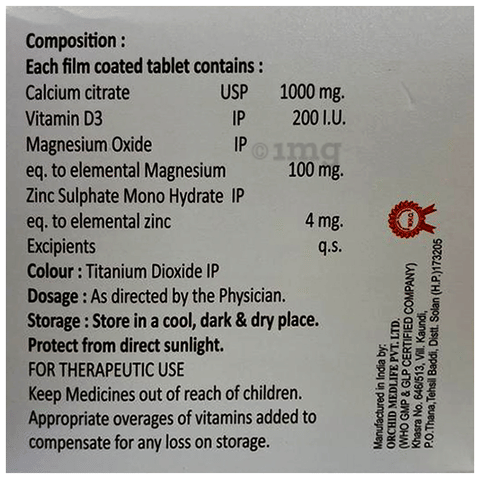 Composition :
Each film coated tablet contains :
Calcium citrate USP 1000 mg.
Vitamin D3 IP 200 I.U.
Magnesium Oxide IP
eq. to elemental Magnesium 100 mg.
Zinc Sulphate Mono Hydrate IP
eq. to elemental zinc 4 mg.
Excipients q.s.
Colour : Titanium Dioxide IP
Dosage : As directed by the Physician.
Storage : Store in a cool, dark & dry place.
Protect from direct sunlight.
FOR THERAPEUTIC USE
Keep Medicines out of reach of children.
Appropriate overages of vitamins added to
compensate for any loss on storage.
Manufactured in India by:
ORCHID MEDLIFE PVT. LTD.
(WHO GMP & GLP CERTIFIED COMPANY)
Khasra No. 648/513, Vill. Kaundi,
P.O.Thana,Tehsil Baddi, Distt. Solan (H.P.)173205
©1mg